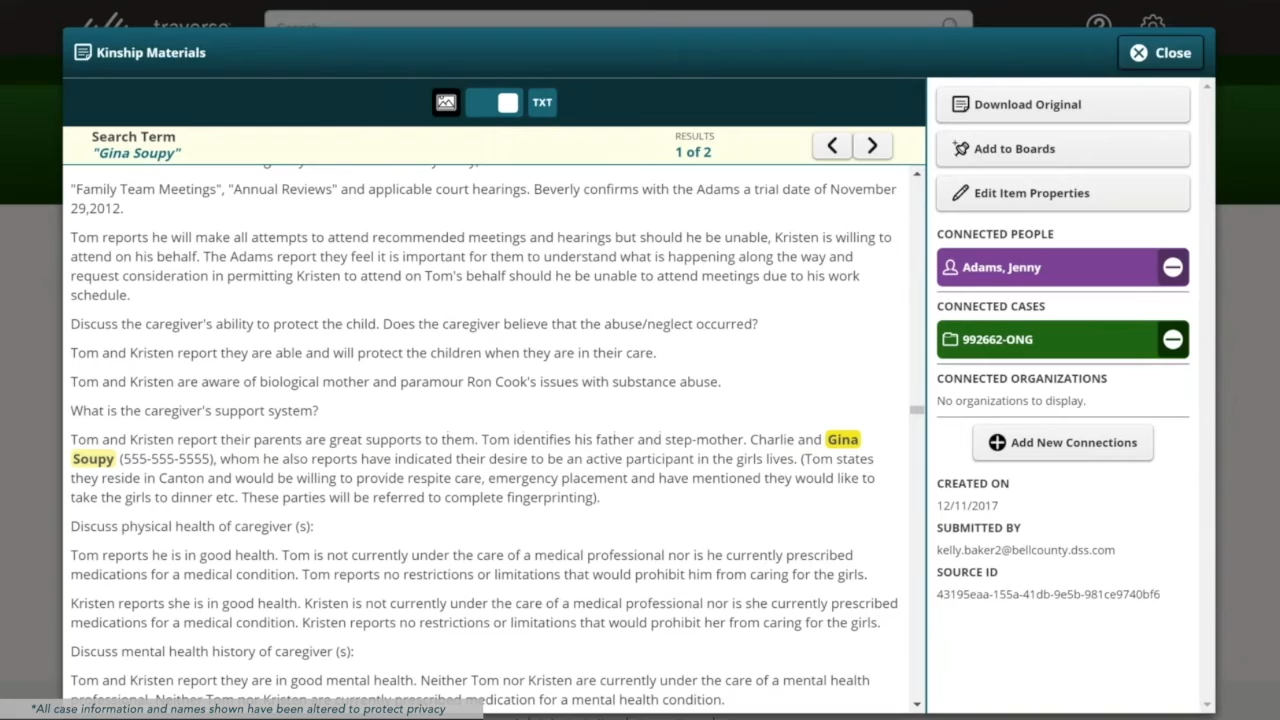 traverse
Search
Kinship Materials
Close
TXT
Search Term
"Gina Soupy"
RESULTS
1 of 2
"Family Team Meetings", "Annual Reviews" and applicable court hearings. Beverly confirms with the Adams a trial date of November
29,2012.
Tom reports he will make all attempts to attend recommended meetings and hearings but should he be unable, Kristen is willing to
attend on his behalf. The Adams report they feel it is important for them to understand what is happening along the way and
request consideration in permitting Kristen to attend on Tom's behalf should he be unable to attend meetings due to his work
schedule.
Discuss the caregiver's ability to protect the child. Does the caregiver believe that the abuse/neglect occurred?
Tom and Kristen report they are able and will protect the children when they are in their care.
Tom and Kristen are aware of biological mother and paramour Ron Cook's issues with substance abuse.
What is the caregiver's support system?
Tom and Kristen report their parents are great supports to them. Tom identifies his father and step-mother. Charlie and Gina
Soupy (555-555-5555), whom he also reports have indicated their desire to be an active participant in the girls lives. (Tom states
they reside in Canton and would be willing to provide respite care, emergency placement and have mentioned they would like to
take the girls to dinner etc. These parties will be referred to complete fingerprinting).
Discuss physical health of caregiver (s):
Tom reports he is in good health. Tom is not currently under the care of a medical professional nor is he currently prescribed
medications for a medical condition. Tom reports no restrictions or limitations that would prohibit him from caring for the girls.
Kristen reports she is in good health. Kristen is not currently under the care of a medical professional nor is she currently prescribed
medications for a medical condition. Kristen reports no restrictions or limitations that would prohibit her from caring for the girls.
Discuss mental health history of caregiver (s):
Tom and Kristen report they are in good mental health. Neither Tom nor Kristen are currently under the care of a mental health
professional. Neither Tom nor Kristen are currently prescribed medication for a mental health condition.
*All case information and names shown have been altered to protect privacy
Download Original
Add to Boards
Edit Item Properties
CONNECTED PEOPLE
Adams, Jenny
CONNECTED CASES
992662-ONG
CONNECTED ORGANIZATIONS
No organizations to display.
Add New Connections
CREATED ON
12/11/2017
SUBMITTED BY
kelly.baker2@bellcounty.dss.com
SOURCE ID
43195eaa-155a-41db-9e5b-981ce9740bf6